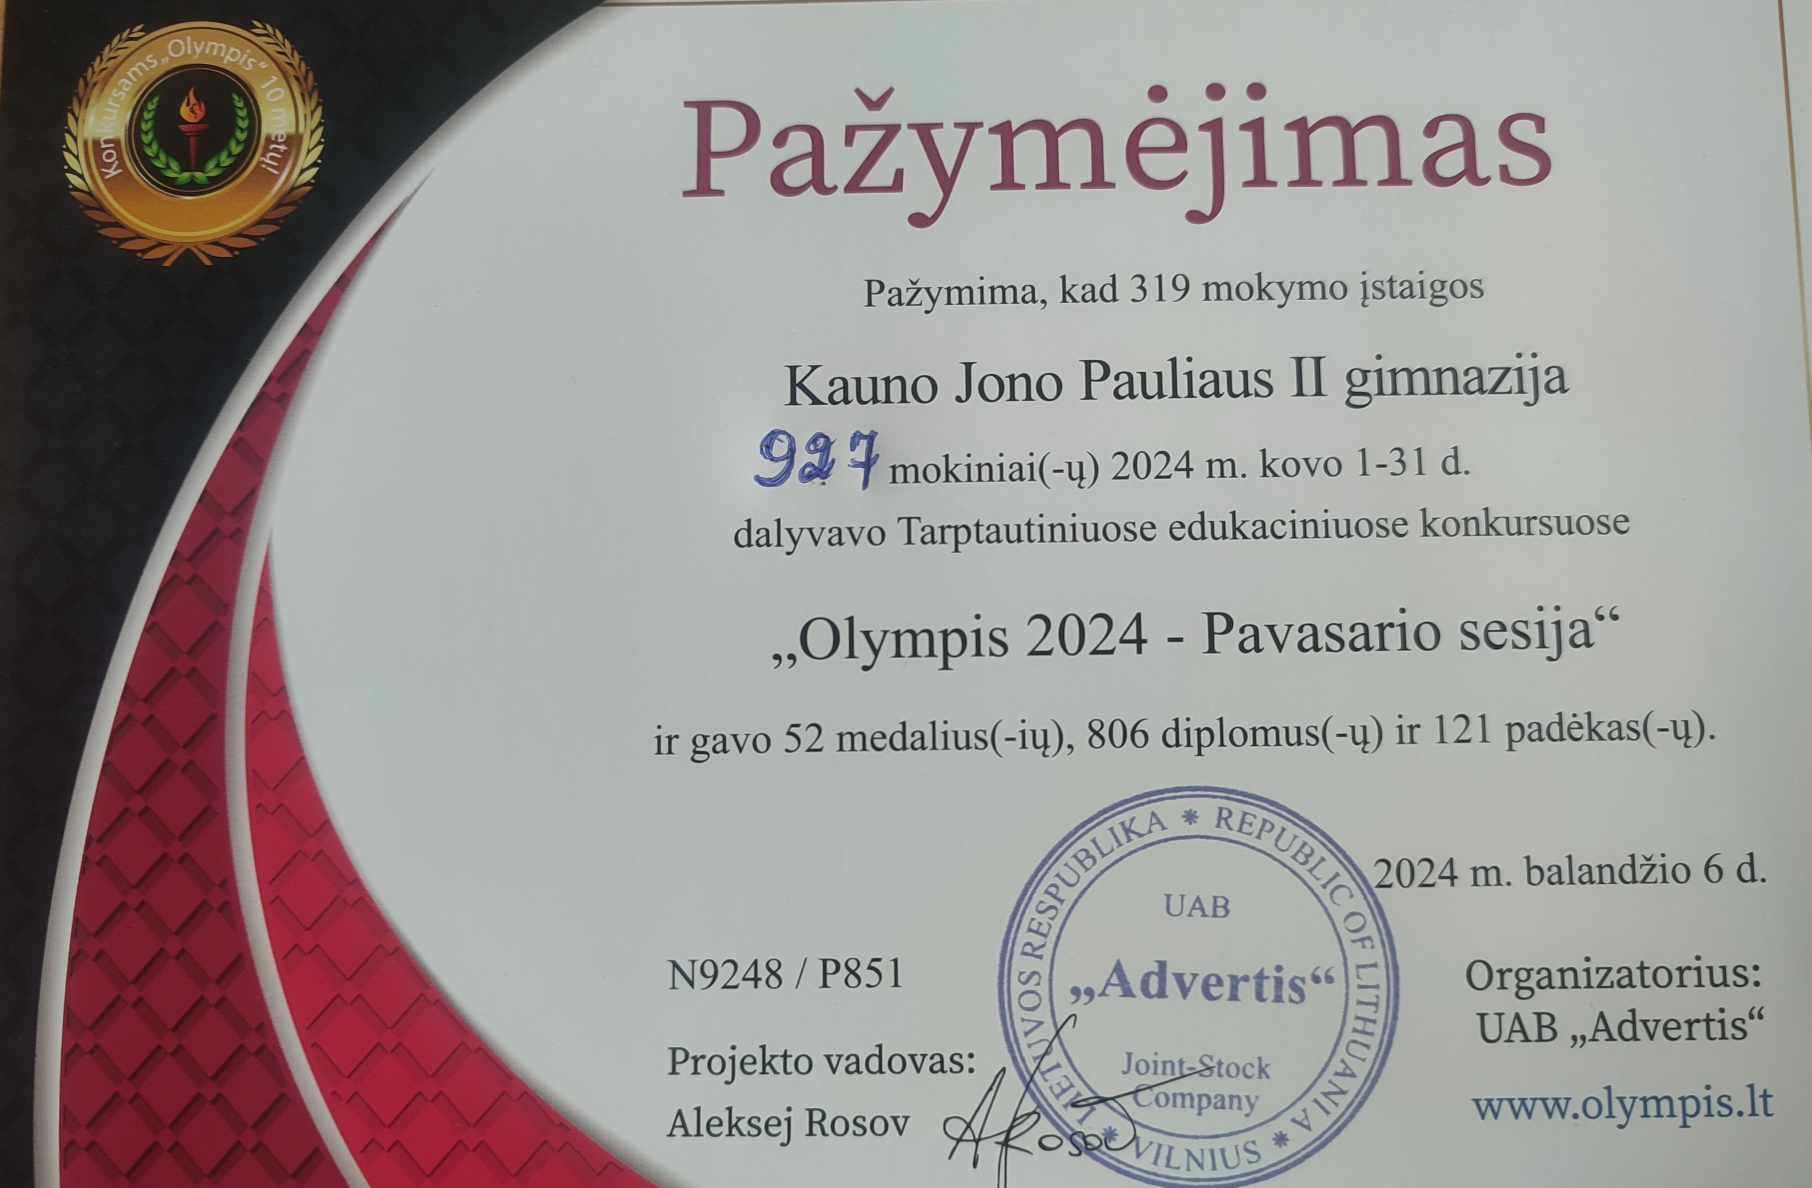 Konkursams „Olympis“ 10 metų!
Pažymėjimas
Pažymima, kad 319 mokymo įstaigos
Kauno Jono Pauliaus II gimnazija
927 mokiniai(-ų) 2024 m. kovo 1-31 d.
dalyvavo Tarptautiniuose edukaciniuose konkursuose
„Olympis 2024 - Pavasario sesija“
ir gavo 52 medalius(-ių), 806 diplomus(-ų) ir 121 padėkas(-ų).
2024 m. balandžio 6 d.
LIETUVOS RESPUBLIKA * REPUBLIC OF LITHUANIA * VILNIUS *
UAB
„Advertis“
Joint-Stock
Company
N9248 / P851
Projekto vadovas:
Aleksej Rosov
ARosov
Organizatorius:
UAB „Advertis“
www.olympis.lt